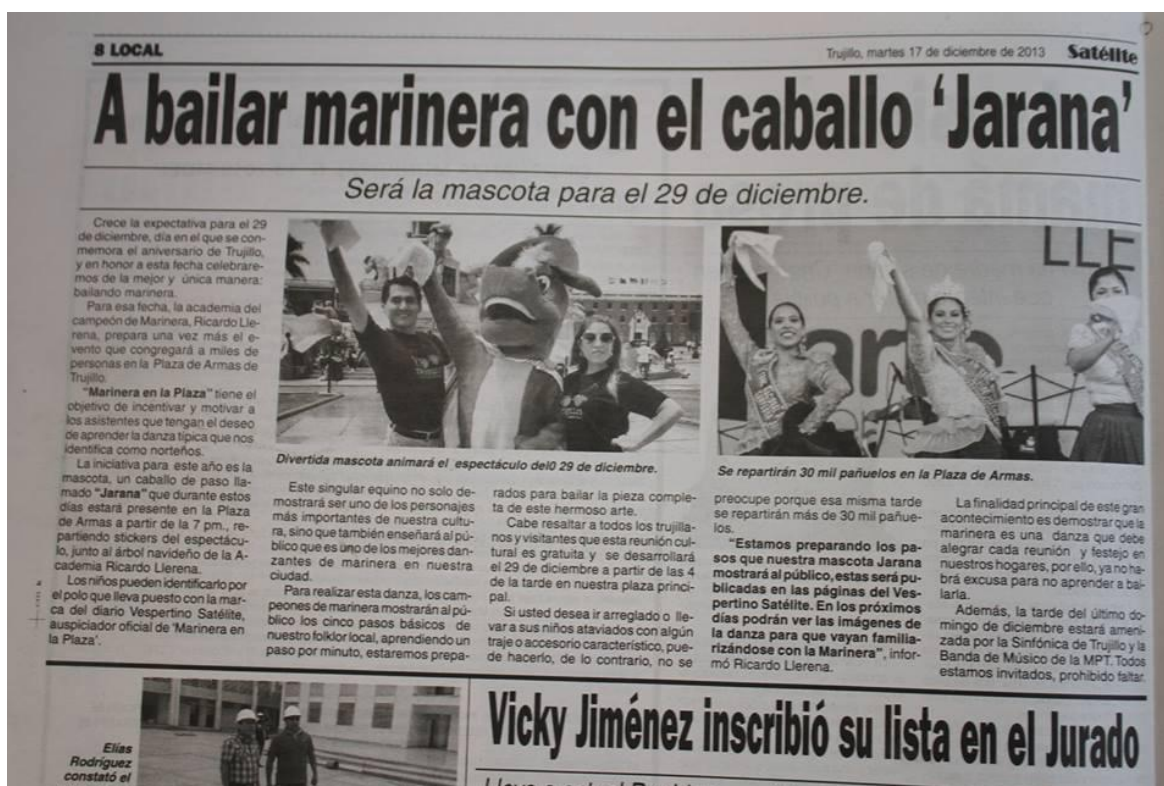 8 LOCAL
Trujillo, martes 17 de diciembre de 2013
Satélite
A bailar marinera con el caballo ‘Jarana’
Será la mascota para el 29 de diciembre.
Crece la expectativa para el 29
de diciembre, día en el que se con-
memora el aniversario de Trujillo,
y en honor a esta fecha celebrare-
mos de la mejor y única manera:
bailando marinera.
Para esa fecha, la academia del
campeón de Marinera, Ricardo Lle-
rena, prepara una vez más el e-
vento que congregará a miles de
personas en la Plaza de Armas de
Trujillo.
“Marinera en la Plaza” tiene el
objetivo de incentivar y motivar a
los asistentes que tengan el deseo
de aprender la danza típica que nos
identifica como norteños.
La iniciativa para este año es la
mascota, un caballo de paso lla-
mado “Jarana” que durante estos
días estará presente en la Plaza
de Armas a partir de la 7 pm., re-
partiendo stickers del espectácu-
lo, junto al árbol navideño de la A-
cademia Ricardo Llerena.
Los niños pueden identificarlo por
el polo que lleva puesto con la mar-
ca del diario Vespertino Satélite,
auspiciador oficial de ‘Marinera en
la Plaza’.
Divertida mascota animará el espectáculo del0 29 de diciembre.
Este singular equino no solo de-
mostrará ser uno de los personajes
más importantes de nuestra cultu-
ra, sino que también enseñará al pú-
blico que es uno de los mejores dan-
zantes de marinera en nuestra
ciudad.
Para realizar esta danza, los cam-
peones de marinera mostrarán al pú-
blico los cinco pasos básicos de
nuestro folklor local, aprendiendo un
paso por minuto, estaremos prepa-
rados para bailar la pieza comple-
ta de este hermoso arte.
Cabe resaltar a todos los trujilla-
nos y visitantes que esta reunión cul-
tural es gratuita y se desarrollará
el 29 de diciembre a partir de las 4
de la tarde en nuestra plaza princi-
pal.
Si usted desea ir arreglado o lle-
var a sus niños ataviados con algún
traje o accesorio característico, pue-
de hacerlo, de lo contrario, no se
LLE
arte
Se repartirán 30 mil pañuelos en la Plaza de Armas.
preocupe porque esa misma tarde
se repartirán más de 30 mil pañue-
los.
“Estamos preparando los pa-
sos que nuestra mascota Jarana
mostrará al público, estas será pu-
blicadas en las páginas del Ves-
pertino Satélite. En los próximos
días podrán ver las imágenes de
la danza para que vayan familia-
rizándose con la Marinera”, infor-
mó Ricardo Llerena.
La finalidad principal de este gran
acontecimiento es demostrar que la
marinera es una danza que debe
alegrar cada reunión y festejo en
nuestros hogares, por ello, ya no ha-
brá excusa para no aprender a bai-
larla.
Además, la tarde del último do-
mingo de diciembre estará ameni-
zada por la Sinfónica de Trujillo y la
Banda de Músico de la MPT. Todos
estamos invitados, prohibido faltar.
Elías
Rodríguez
constató el
Vicky Jiménez inscribió su lista en el Jurado